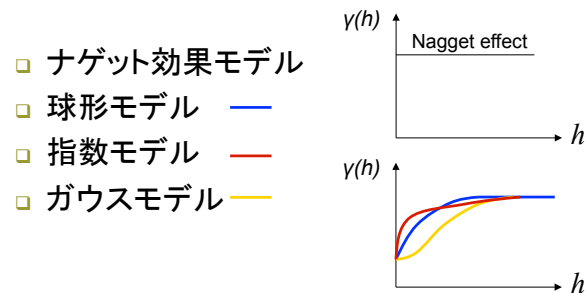 γ(h)
Nagget effect
h
ナゲット効果モデル
球形モデル
指数モデル
ガウスモデル
γ(h)
h